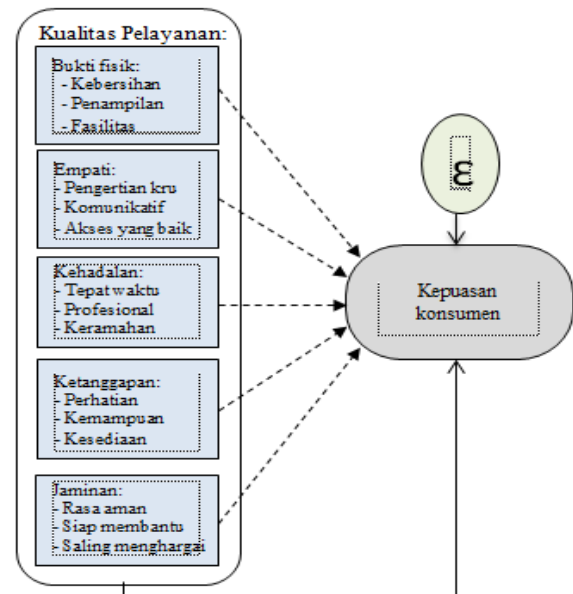 Kualitas Pelayanan:
Bukti fisik:
- Kebersihan
- Penampilan
- Fasilitas
Empati:
- Pengertian kru
- Komunikatif
- Akses yang baik
Kehadalan:
- Tepat waktu
- Profesional
- Keramahan
Ketanggapan:
- Perhatian
- Kemampuan
- Kesediaan
Jaminan:
- Rasa aman
- Siap membantu
- Saling menghargai
ε
Kepuasan
konsumen